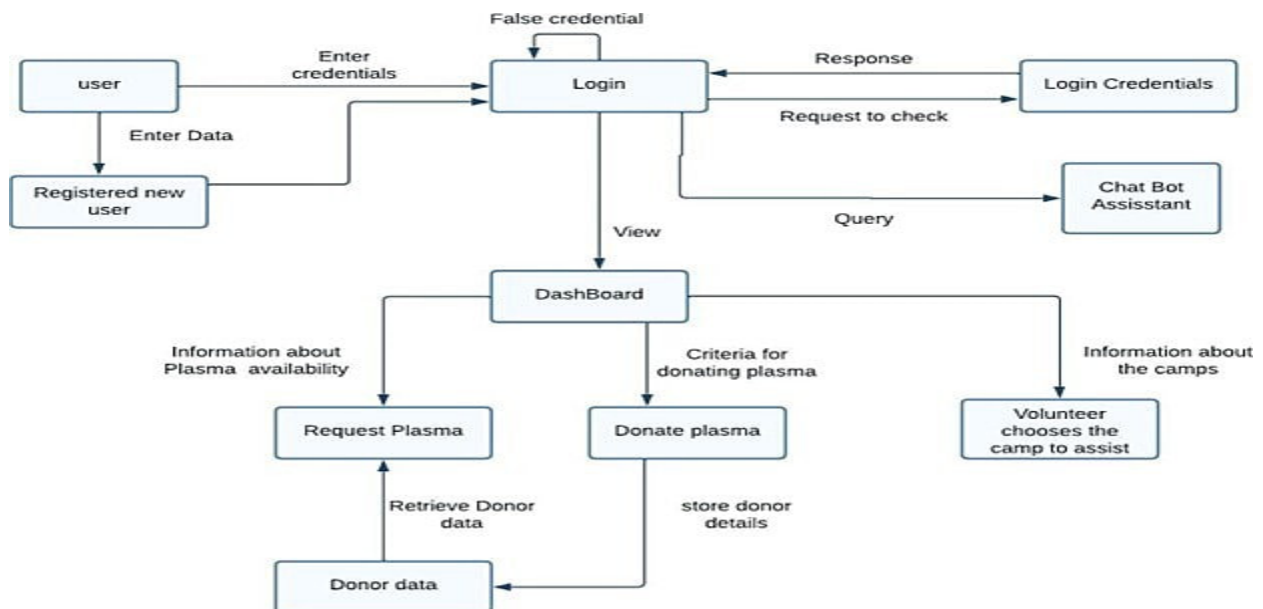 False credential
Enter
credentials
Response
user
Login
Login Credentials
Request to check
Enter Data
Registered new
user
Chat Bot
Assisstant
Query
View
DashBoard
Information about
Plasma availability
Criteria for
donating plasma
Information about
the camps
Request Plasma
Donate plasma
Volunteer
chooses the
camp to assist
Retrieve Donor
data
store donor
details
Donor data